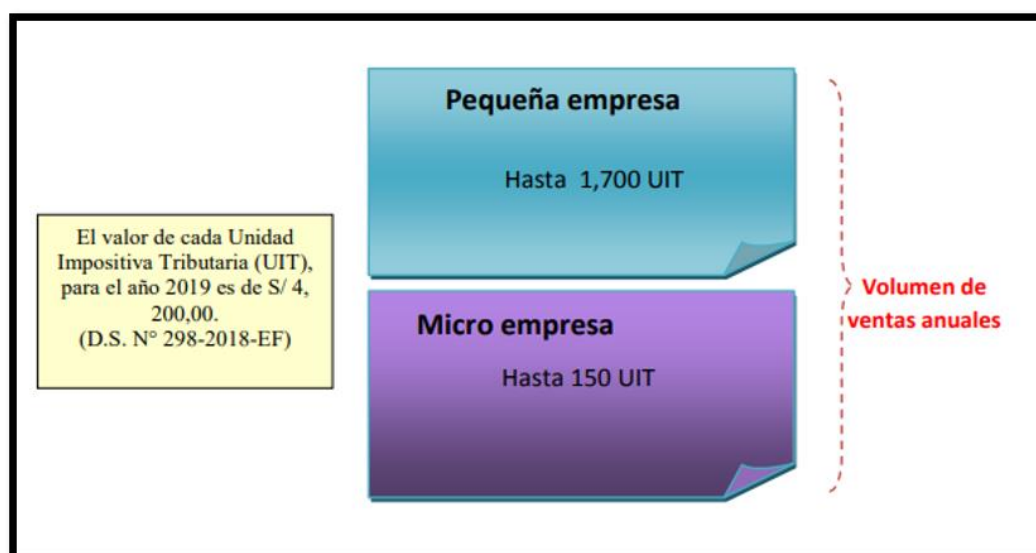 Pequeña empresa
Hasta 1,700 UIT
El valor de cada Unidad
Impositiva Tributaria (UIT),
para el año 2019 es de S/ 4,
200,00.
(D.S. N° 298-2018-EF)
Micro empresa
Hasta 150 UIT
Volumen de
ventas anuales